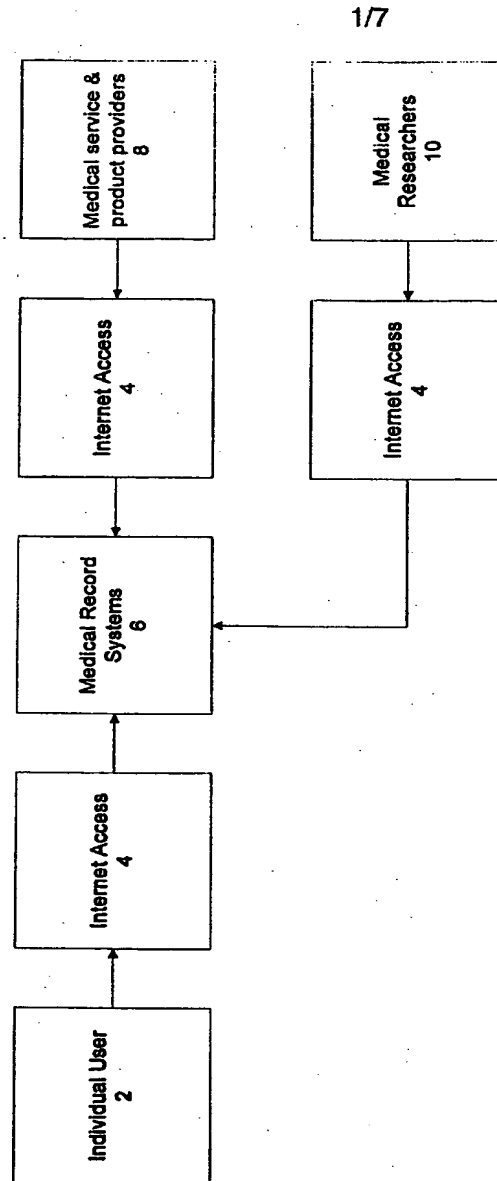 1/7
Individual User
2
Internet Access
4
Medical Record
Systems
6
Internet Access
4
Medical service &
product providers
8
Internet Access
4
Medical
Researchers
10